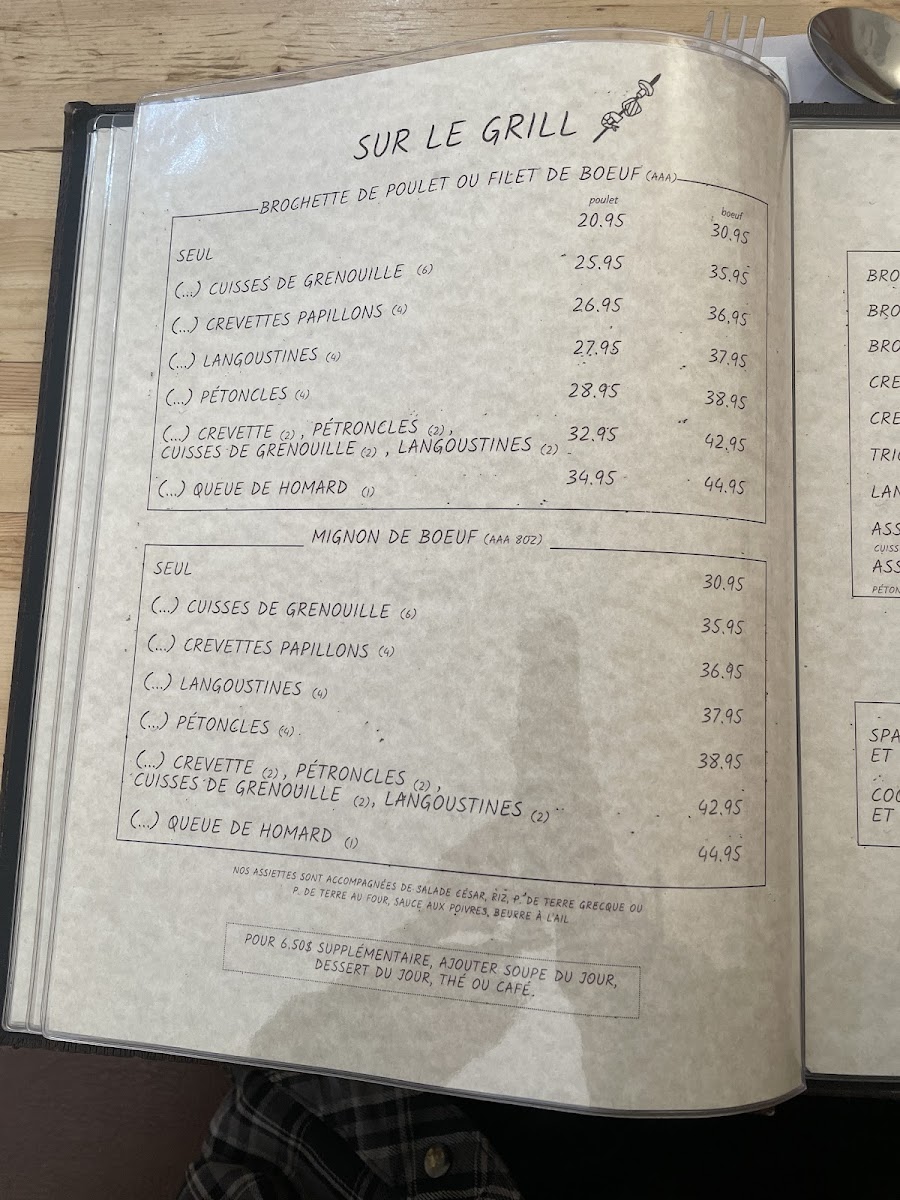 SUR LE GRILL
BROCHETTE DE POULET OU FILET DE BOEUF (AAA)
poulet boeuf
SEUL 20.95 30.95
(...) CUISSES DE GRENOUILLE (6) 25.95 35.95
(...) CREVETTES PAPILLONS (4) 26.95 36.95
(...) LANGOUSTINES (4) 27.95 37.95
(...) PÉTONCLES (4) 28.95 38.95
(...) CREVETTE (2), PÉTRONCLES (2),
CUISSES DE GRENOUILLE (2), LANGOUSTINES (2) 32.95 42.95
(...) QUEUE DE HOMARD (1) 34.95 44.95
MIGNON DE BOEUF (AAA 8OZ)
SEUL 30.95
(...) CUISSES DE GRENOUILLE (6) 35.95
(...) CREVETTES PAPILLONS (4) 36.95
(...) LANGOUSTINES (4) 37.95
(...) PÉTONCLES (4) 38.95
(...) CREVETTE (2), PÉTRONCLES (2),
CUISSES DE GRENOUILLE (2), LANGOUSTINES (2) 42.95
(...) QUEUE DE HOMARD (1) 44.95
NOS ASSIETTES SONT ACCOMPAGNÉES DE SALADE CÉSAR, RIZ, P. DE TERRE GRECQUE OU
P. DE TERRE AU FOUR, SAUCE AUX POIVRES, BEURRE À L'AIL
POUR 6.50$ SUPPLÉMENTAIRE, AJOUTER SOUPE DU JOUR,
DESSERT DU JOUR, THÉ OU CAFÉ.
BRO
BRO
BRO
CRE
CRE
TRI
LAN
ASS
CUISS
ASS
PÉTON
SPA
ET
COQ
ET